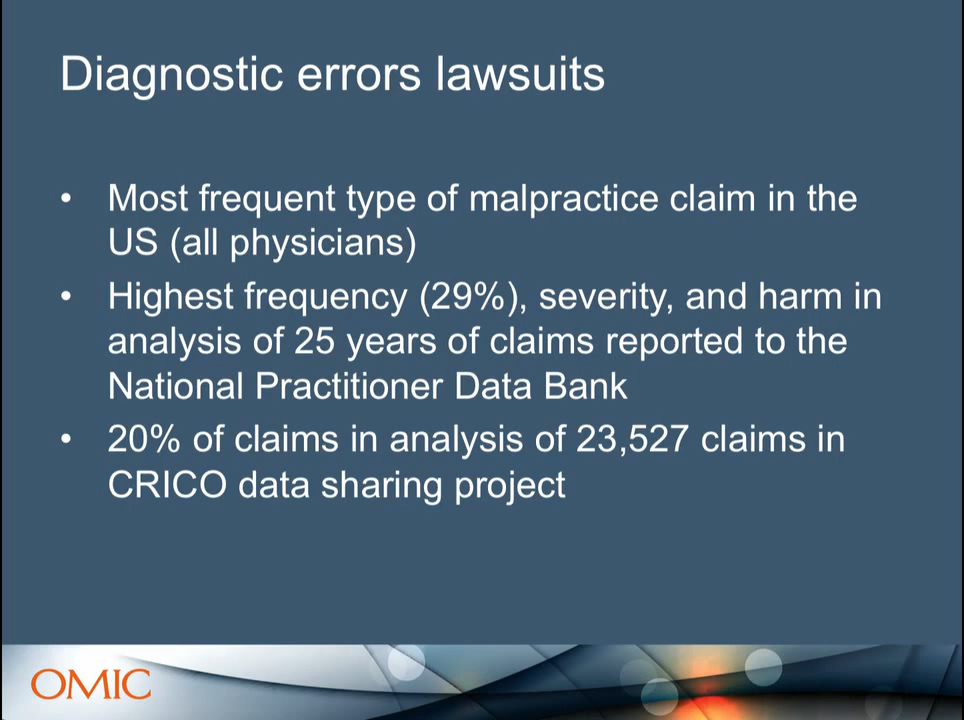 Diagnostic errors lawsuits
• Most frequent type of malpractice claim in the
US (all physicians)
• Highest frequency (29%), severity, and harm in
analysis of 25 years of claims reported to the
National Practitioner Data Bank
• 20% of claims in analysis of 23,527 claims in
CRICO data sharing project
OMIC